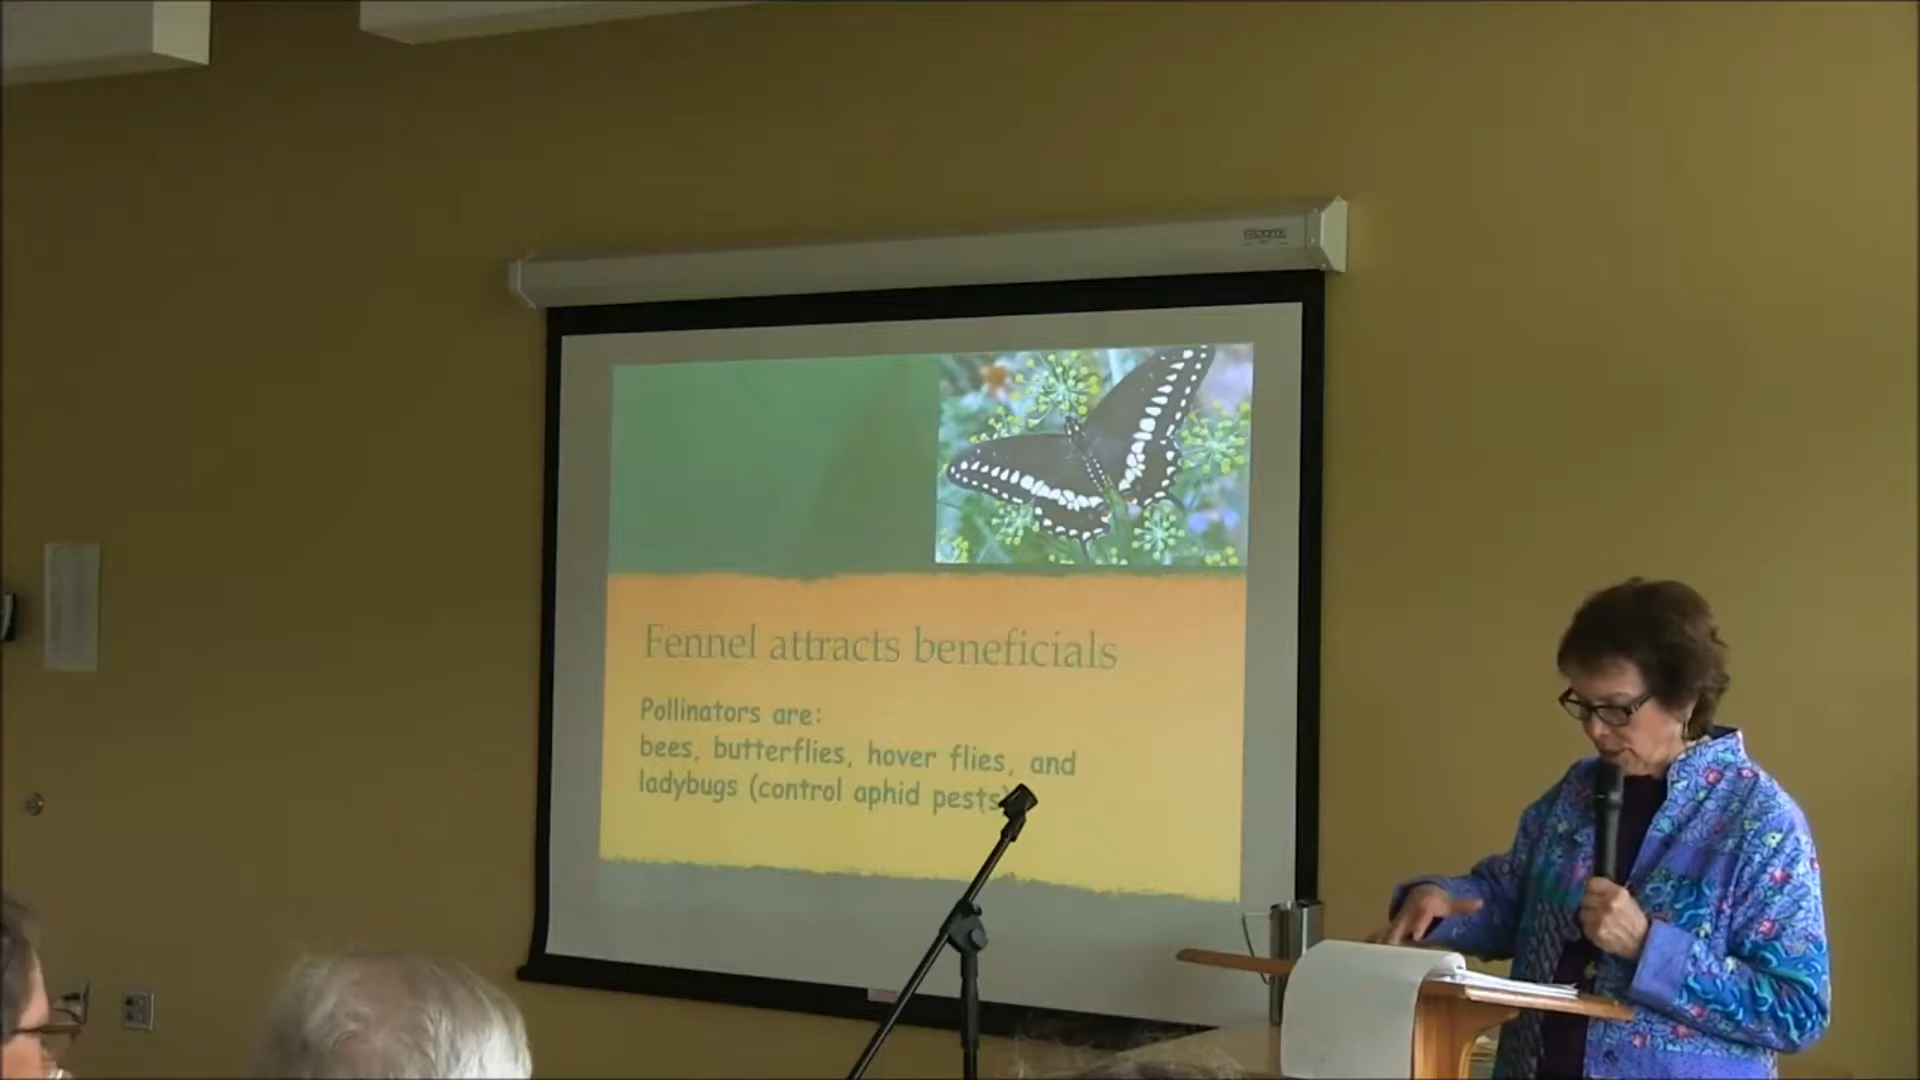 Fennel attracts beneficials
Pollinators are:
bees, butterflies, hover flies, and
ladybugs (control aphid pests)